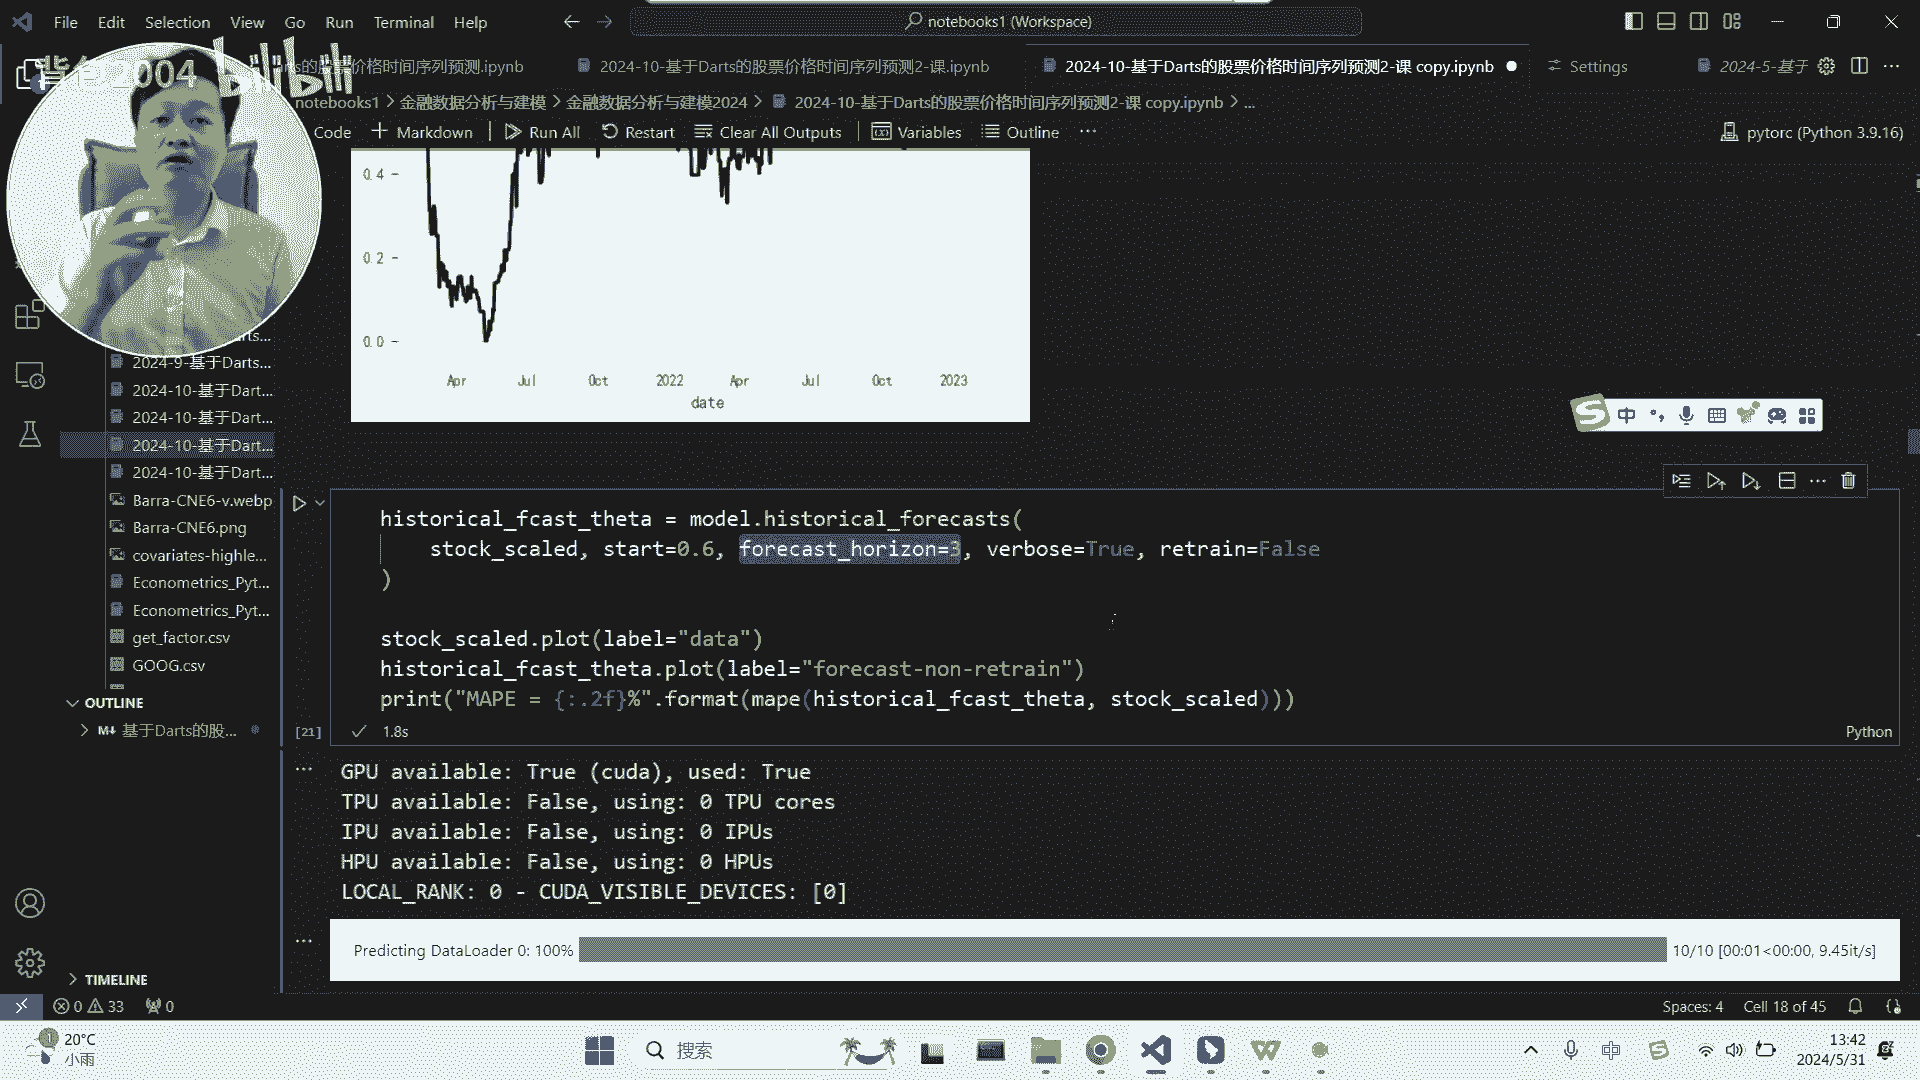 File Edit Selection View Go Run Terminal Help
notebooks1 (Workspace)
2004 bilibili
rts的股票价格时间序列预测.ipynb
2024-10-基于Darts的股票价格时间序列预测2-课.ipynb
2024-10-基于Darts的股票价格时间序列预测2-课 copy.ipynb
Settings
2024-5-基于
notebooks1 > 金融数据分析与建模 > 金融数据分析与建模2024 > 2024-10-基于Darts的股票价格时间序列预测2-课 copy.ipynb > ...
Code + Markdown Run All Restart Clear All Outputs Variables Outline ...
pytorc (Python 3.9.16)
0.4
0.2
0.0
Apr Jul Oct 2022 Apr Jul Oct 2023
date
rts...
2024-9-基于Darts...
2024-10-基于Dart...
2024-10-基于Dart...
2024-10-基于Dart...
2024-10-基于Dart...
Barra-CNE6-v.webp
Barra-CNE6.png
covariates-highle...
Econometrics_Pyt...
Econometrics_Pyt...
get_factor.csv
GOOG.csv
OUTLINE
M↓ 基于Darts的股...
TIMELINE
中
historical_fcast_theta = model.historical_forecasts(
stock_scaled, start=0.6, forecast_horizon=3, verbose=True, retrain=False
)
stock_scaled.plot(label="data")
historical_fcast_theta.plot(label="forecast-non-retrain")
print("MAPE = {:.2f}%".format(mape(historical_fcast_theta, stock_scaled)))
[21] 1.8s
Python
GPU available: True (cuda), used: True
TPU available: False, using: 0 TPU cores
IPU available: False, using: 0 IPUs
HPU available: False, using: 0 HPUs
LOCAL_RANK: 0 - CUDA_VISIBLE_DEVICES: [0]
Predicting DataLoader 0: 100%
10/10 [00:01<00:00, 9.45it/s]
0 33 0
Spaces: 4 Cell 18 of 45
1
20°C
小雨
搜索
中
13:42
2024/5/31